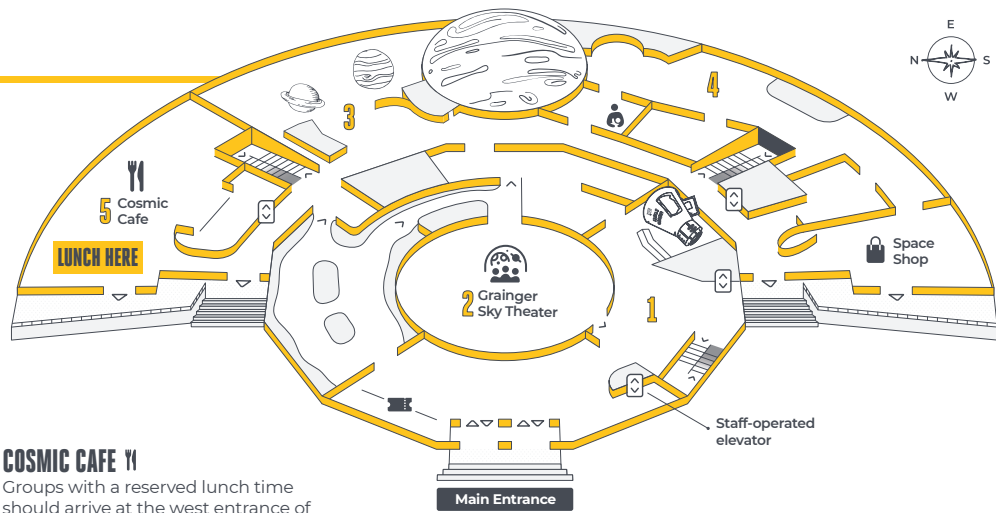 E
N
S
W
4
3
5 Cosmic
Cafe
LUNCH HERE
Space
Shop
2 Grainger
Sky Theater
1
Staff-operated
elevator
COSMIC CAFE
Groups with a reserved lunch time
should arrive at the west entrance of
Main Entrance